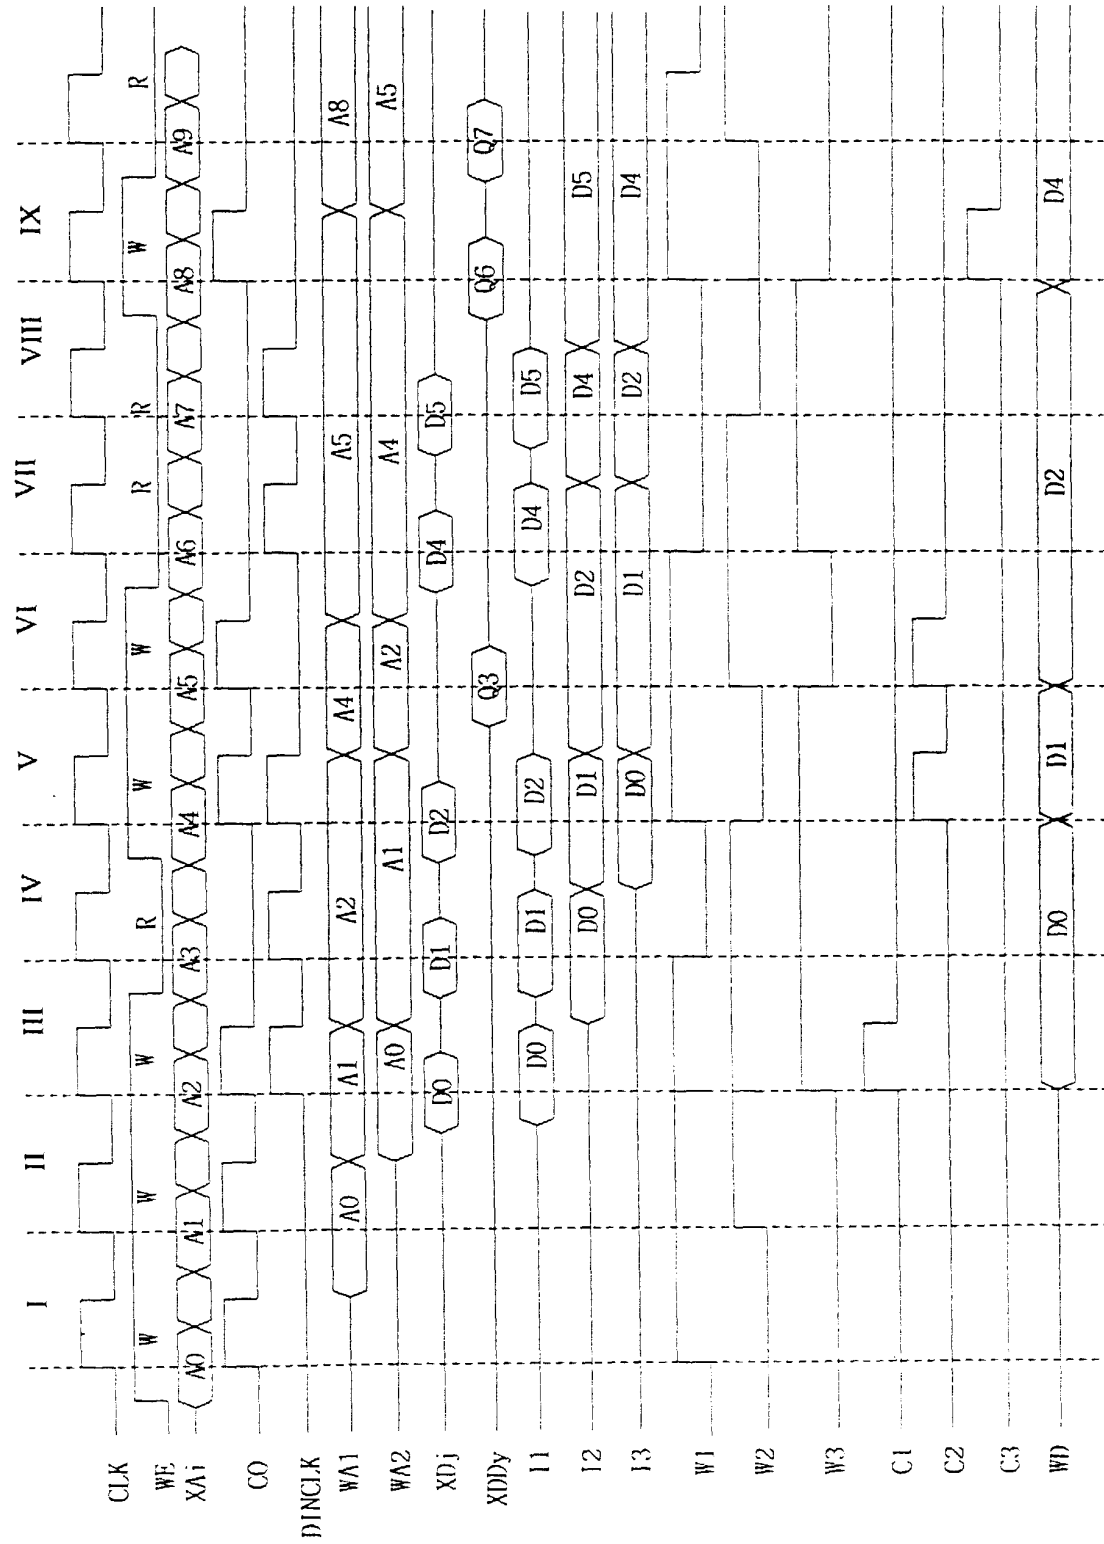 I II III IV V VI VII VIII IX
CLK
WE W W W R W W R R W R
XAi A0 A1 A2 A3 A4 A5 A6 A7 A8 A9
C0
DINCLK
WA1 A0 A1 A2 A4 A5 A8
WA2 A0 A1 A2 A4 A5
XDj D0 D1 D2 D4 D5
XDDy Q3 Q6 Q7
I1 D0 D1 D2 D4 D5
I2 D0 D1 D2 D4 D5
I3 D0 D1 D2 D4
W1
W2
W3
C1
C2
C3
WD D0 D1 D2 D4